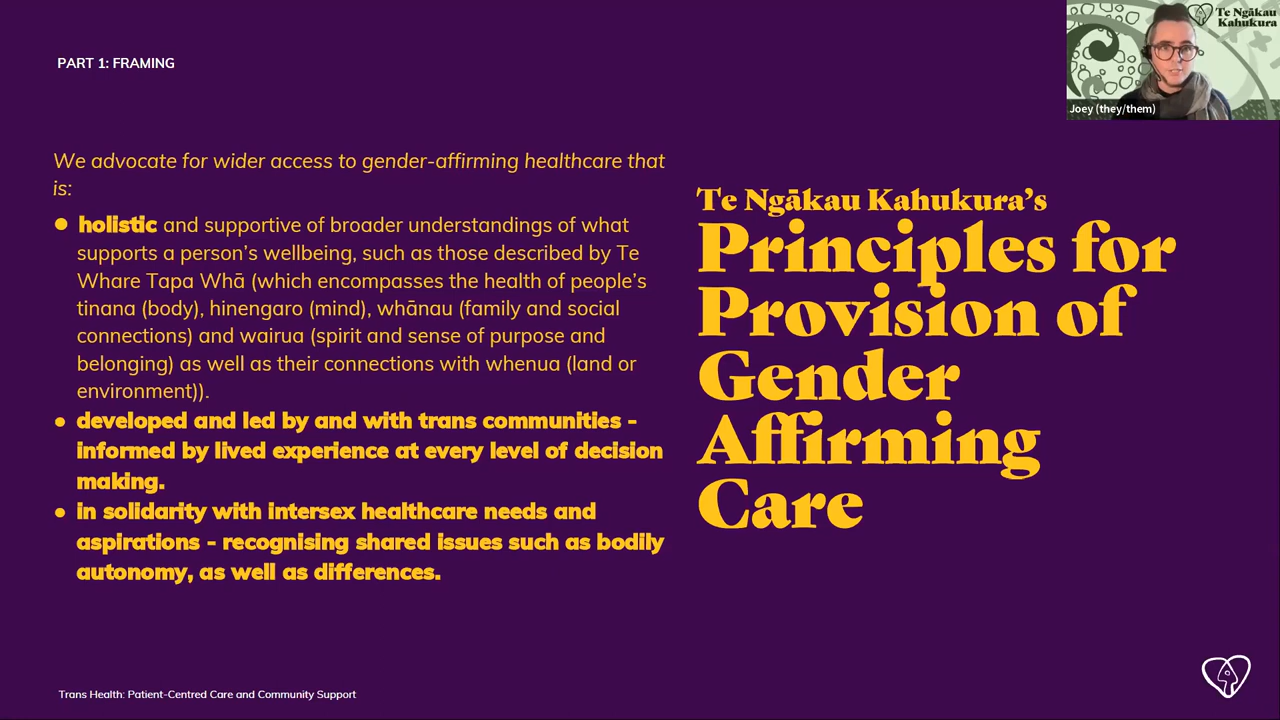 PART 1: FRAMING
Te Ngākau
Kahukura
Joey (they/them)
We advocate for wider access to gender-affirming healthcare that
is:
● holistic and supportive of broader understandings of what
supports a person's wellbeing, such as those described by Te
Whare Tapa Whā (which encompasses the health of people's
tinana (body), hinengaro (mind), whānau (family and social
connections) and wairua (spirit and sense of purpose and
belonging) as well as their connections with whenua (land or
environment)).
● developed and led by and with trans communities -
informed by lived experience at every level of decision
making.
● in solidarity with intersex healthcare needs and
aspirations - recognising shared issues such as bodily
autonomy, as well as differences.
Te Ngākau Kahukura's
Principles for
Provision of
Gender
Affirming
Care
Trans Health: Patient-Centred Care and Community Support